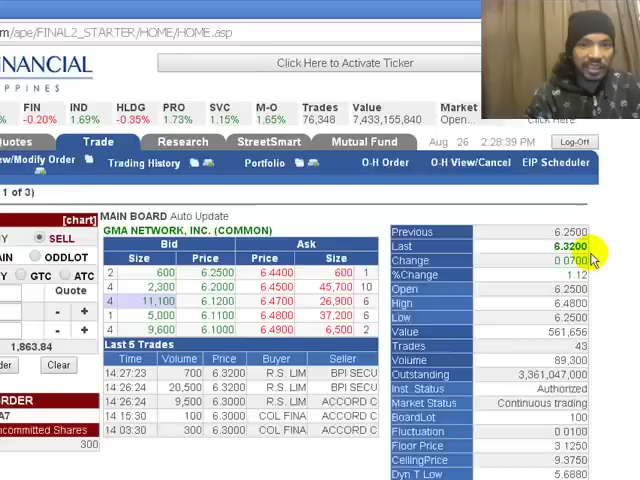 m/ape/FINAL2_STARTER/HOME/HOME.asp
NANCIAL
IPPINES
Click Here to Activate Ticker
% FIN IND HLDG PRO SVC M-O Trades Value Market
-0.20% 1.69% -0.35% 1.73% 1.15% 1.65% 76,348 7,433,155,840 Open Click Here
Quotes Trade Research StreetSmart Mutual Fund Aug 26 2:28:39 PM Log-Off
ew/Modify Order Trading History Portfolio O-H Order O-H View/Cancel EIP Scheduler
1 of 3)
MAIN BOARD Auto Update
[chart]
GMA NETWORK, INC. (COMMON)
Y SELL
AIN ODDLOT
Y GTC ATC
Quote
- +
- +
1,863.84
der Clear
ORDER
A7
ncommitted Shares
300
Bid Ask
Size Price Price Size
2 600 6.2500 6.4400 600 1
4 2,300 6.2000 6.4500 45,700 10
4 11,100 6.1200 6.4700 26,900 6
1 5,000 6.1100 6.4800 37,200 6
4 9,600 6.1000 6.4900 6,500 2
Last 5 Trades
Time Volume Price Buyer Seller
14:27:23 700 6.3200 R.S. LIM BPI SECU
14:26:24 20,500 6.3200 R.S. LIM BPI SECU
14:26:24 9,500 6.3000 R.S. LIM ACCORD C
14:15:30 100 6.3000 COL FINA ACCORD C
14:03:30 300 6.3000 COL FINA ACCORD C
Previous 6.2500
Last 6.3200
Change 0.0700
%Change 1.12
Open 6.2500
High 6.4800
Low 6.2500
Value 561,656
Trades 43
Volume 89,300
Outstanding 3,361,047,000
Inst. Status Authorized
Market Status Continuous trading
BoardLot 100
Fluctuation 0.0100
Floor Price 3.1250
CeilingPrice 9.3750
Dyn T Low 5.6880